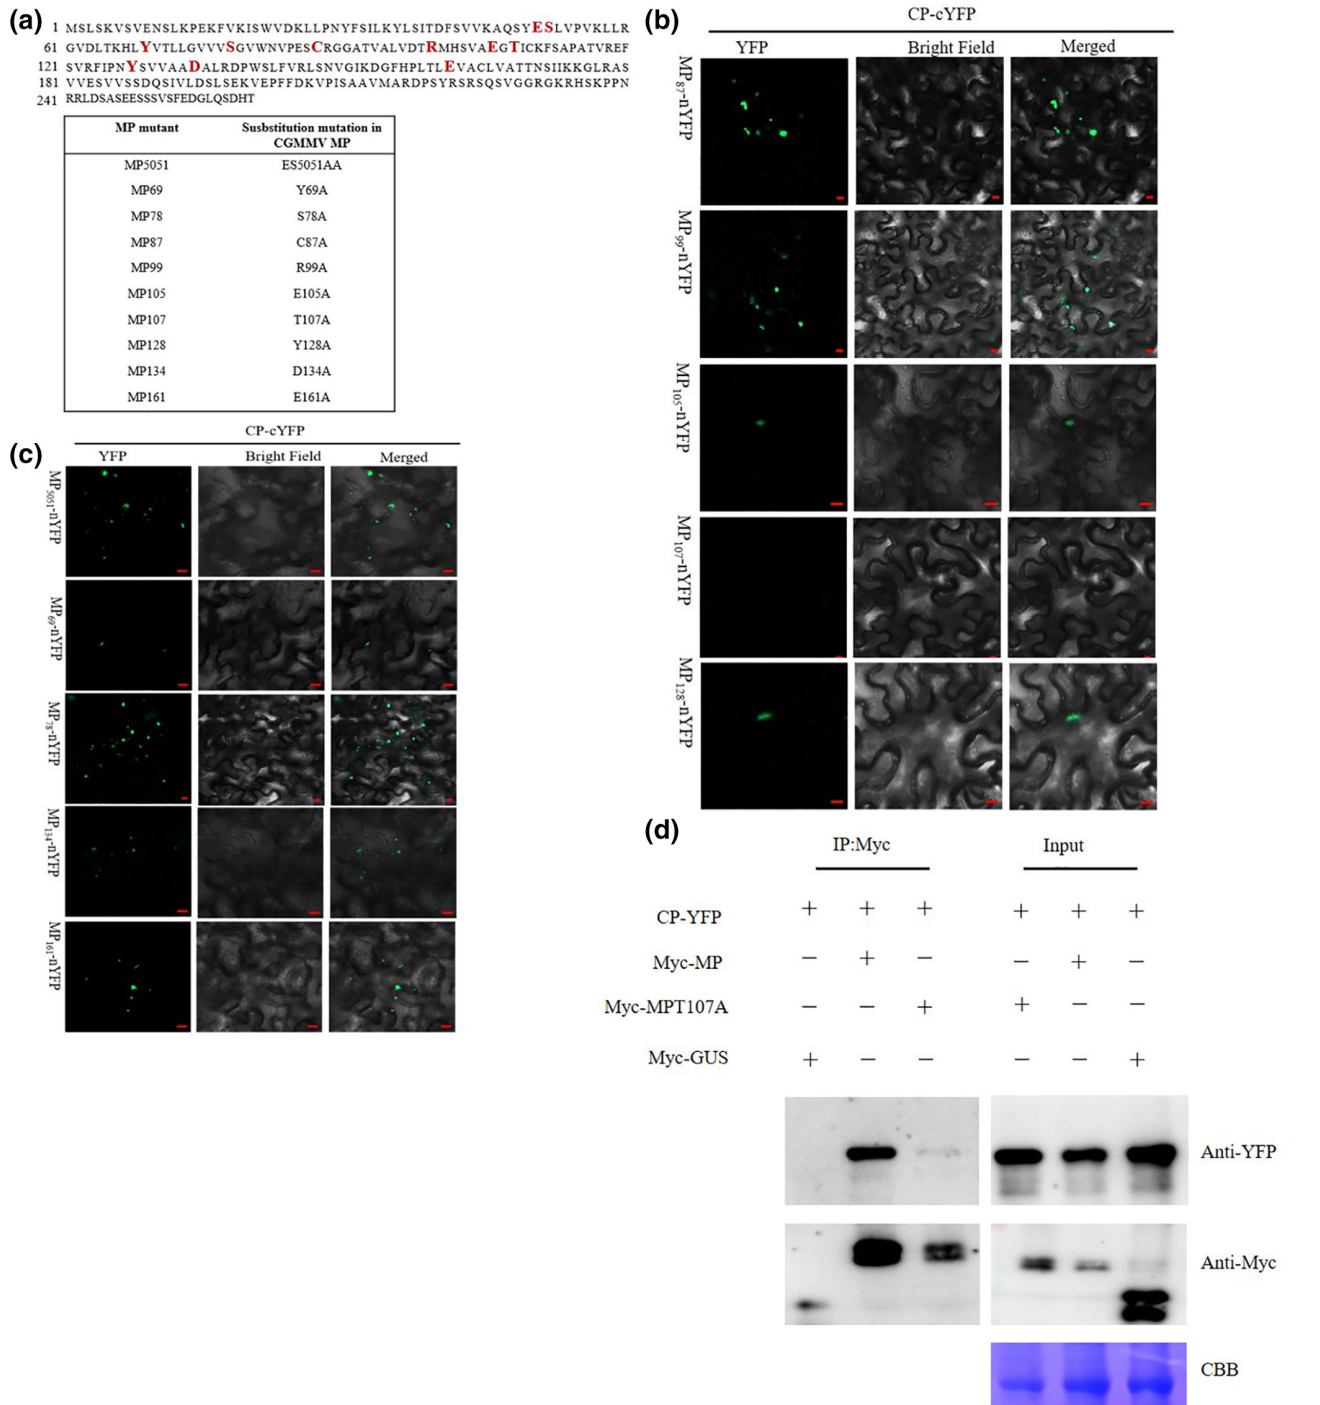 (a)
1 MSLSKVSVENSLKPEKFVKISWVDKLLPNYFSILKYLSITDFSVVKAQSYESLVPVKLLR
61 GVDLTKHLYVTLLGVVVSGVWNVPESCRGGATVALVDTRMHSVAEGTICKFSAPATVREF
121 SVRFIPNYSVVAADALRDPWSLFVRLSNVGIKDGFHPLTLEVACLVATTNSIIKKGLRAS
181 VVESVVSSDQSIVLDSLSEKVEPFFDKVPISAAVMARDPSYRSRSQSVGGRGKRHSKPPN
241 RRLDSASEESSSVSFEDGLQSDHT
MP mutant Susbstitution mutation in CGMMV MP
MP5051 ES5051AA
MP69 Y69A
MP78 S78A
MP87 C87A
MP99 R99A
MP105 E105A
MP107 T107A
MP128 Y128A
MP134 D134A
MP161 E161A
(b)
CP-cYFP
YFP Bright Field Merged
MP87-nYFP
MP99-nYFP
MP105-nYFP
MP107-nYFP
MP128-nYFP
(c)
CP-cYFP
YFP Bright Field Merged
MP5051-nYFP
MP69-nYFP
MP78-nYFP
MP134-nYFP
MP161-nYFP
(d)
IP:Myc Input
CP-YFP + + + + + +
Myc-MP − + − − + −
Myc-MPT107A − − + + − −
Myc-GUS + − − − − +
Anti-YFP
Anti-Myc
CBB